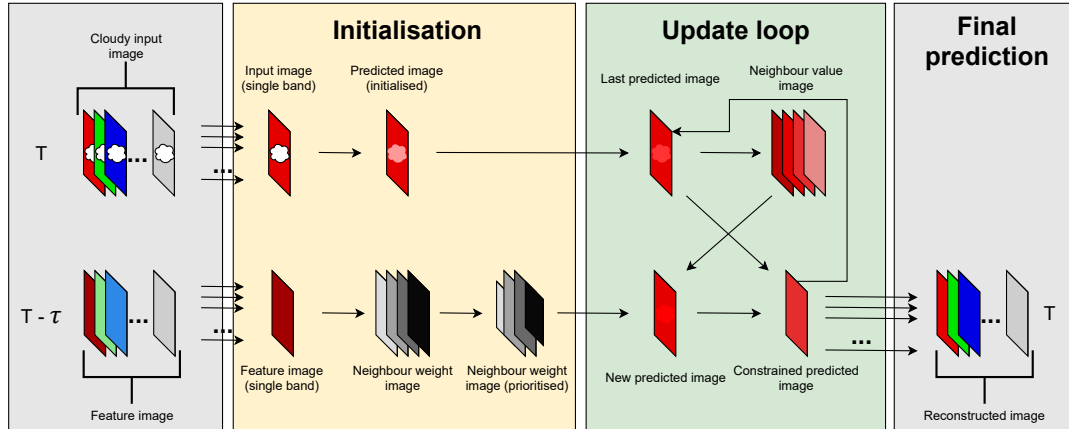 Initialisation
Update loop
Final
prediction
Cloudy input
image
Input image
(single band)
Predicted image
(initialised)
Last predicted image
Neighbour value
image
T
...
...
T - τ
...
...
...
...
T
Feature image
Feature image
(single band)
Neighbour weight
image
Neighbour weight
image (prioritised)
New predicted image
Constrained predicted
image
Reconstructed image